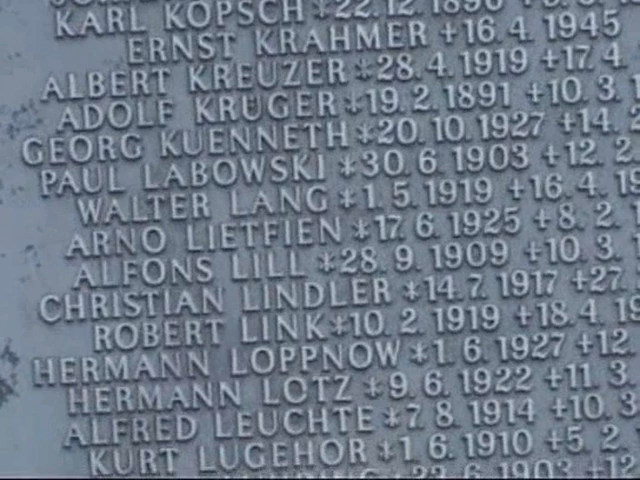 KARL KOPSCH *22.12.1890
ERNST KRAHMER +16.4.1945
ALBERT KREUZER *28.4.1919 +17.4.
ADOLF KRÜGER *19.2.1891 +10.3.
GEORG KUENNETH *20.10.1927 +14.
PAUL LABOWSKI *30.6.1903 +12.2.
WALTER LANG *1.5.1919 +16.4.19
ARNO LIETFIEN *17.6.1925 +8.2.
ALFONS LILL *28.9.1909 +10.3.
CHRISTIAN LINDLER *14.7.1917 +27.
ROBERT LINK *10.2.1919 +18.4.19
HERMANN LOPPNOW *1.6.1927 +12
HERMANN LOTZ *9.6.1922 +11.3.
ALFRED LEUCHTE *7.8.1914 +10.3
KURT LUGEHOR *1.6.1910 +5.2.
6.1903 +12